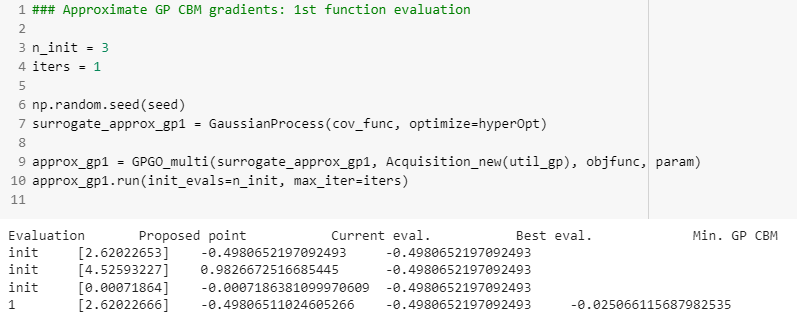 1 ### Approximate GP CBM gradients: 1st function evaluation
2
3 n_init = 3
4 iters = 1
5
6 np.random.seed(seed)
7 surrogate_approx_gp1 = GaussianProcess(cov_func, optimize=hyperOpt)
8
9 approx_gp1 = GPGO_multi(surrogate_approx_gp1, Acquisition_new(util_gp), objfunc, param)
10 approx_gp1.run(init_evals=n_init, max_iter=iters)
11
Evaluation Proposed point Current eval. Best eval. Min. GP CBM
init [2.62022653] -0.4980652197092493 -0.4980652197092493
init [4.52593227] 0.9826672516685445 -0.4980652197092493
init [0.00071864] -0.0007186381099970609 -0.4980652197092493
1 [2.62022666] -0.49806511024605266 -0.4980652197092493 -0.025066115687982535